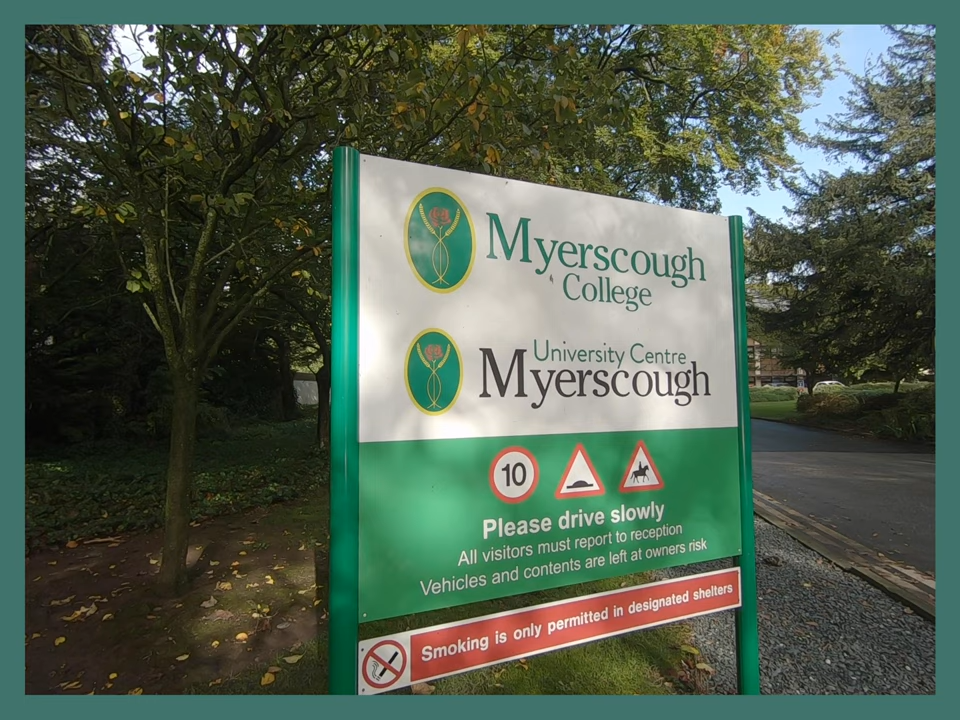 Myerscough
College
University Centre
Myerscough
10
Please drive slowly
All visitors must report to reception
Vehicles and contents are left at owners risk
Smoking is only permitted in designated shelters